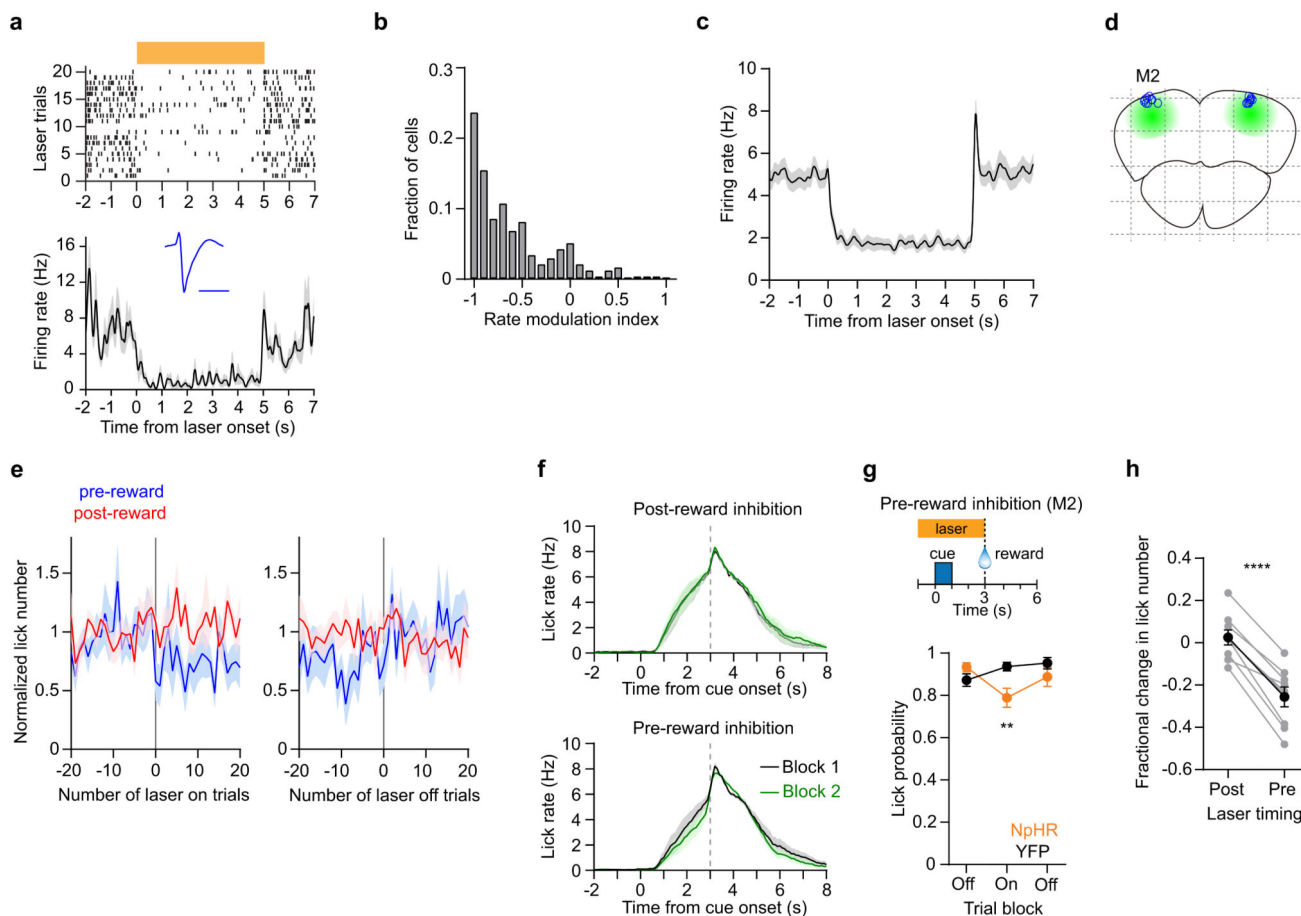 a
Laser trials
20
15
10
5
0
-2 -1 0 1 2 3 4 5 6 7
Firing rate (Hz)
16
12
8
4
0
-2 -1 0 1 2 3 4 5 6 7
Time from laser onset (s)
b
Fraction of cells
0.3
0.2
0.1
0
-1 -0.5 0 0.5 1
Rate modulation index
c
Firing rate (Hz)
10
8
6
4
2
0
-2 -1 0 1 2 3 4 5 6 7
Time from laser onset (s)
d
M2
e
pre-reward
post-reward
Normalized lick number
1.5
1
0.5
0
-20 -10 0 10 20
Number of laser on trials
1.5
1
0.5
0
-20 -10 0 10 20
Number of laser off trials
f
Post-reward inhibition
Lick rate (Hz)
10
8
6
4
2
0
-2 0 2 4 6 8
Time from cue onset (s)
Pre-reward inhibition
Block 1
Block 2
Lick rate (Hz)
10
8
6
4
2
0
-2 0 2 4 6 8
Time from cue onset (s)
g
Pre-reward inhibition (M2)
laser
cue
reward
0 3 6
Time (s)
Lick probability
1
0.8
0.6
0.4
0.2
0
**
NpHR
YFP
Off On Off
Trial block
h
Fractional change in lick number
0.4
0.2
0
-0.2
-0.4
-0.6
****
Post Pre
Laser timing